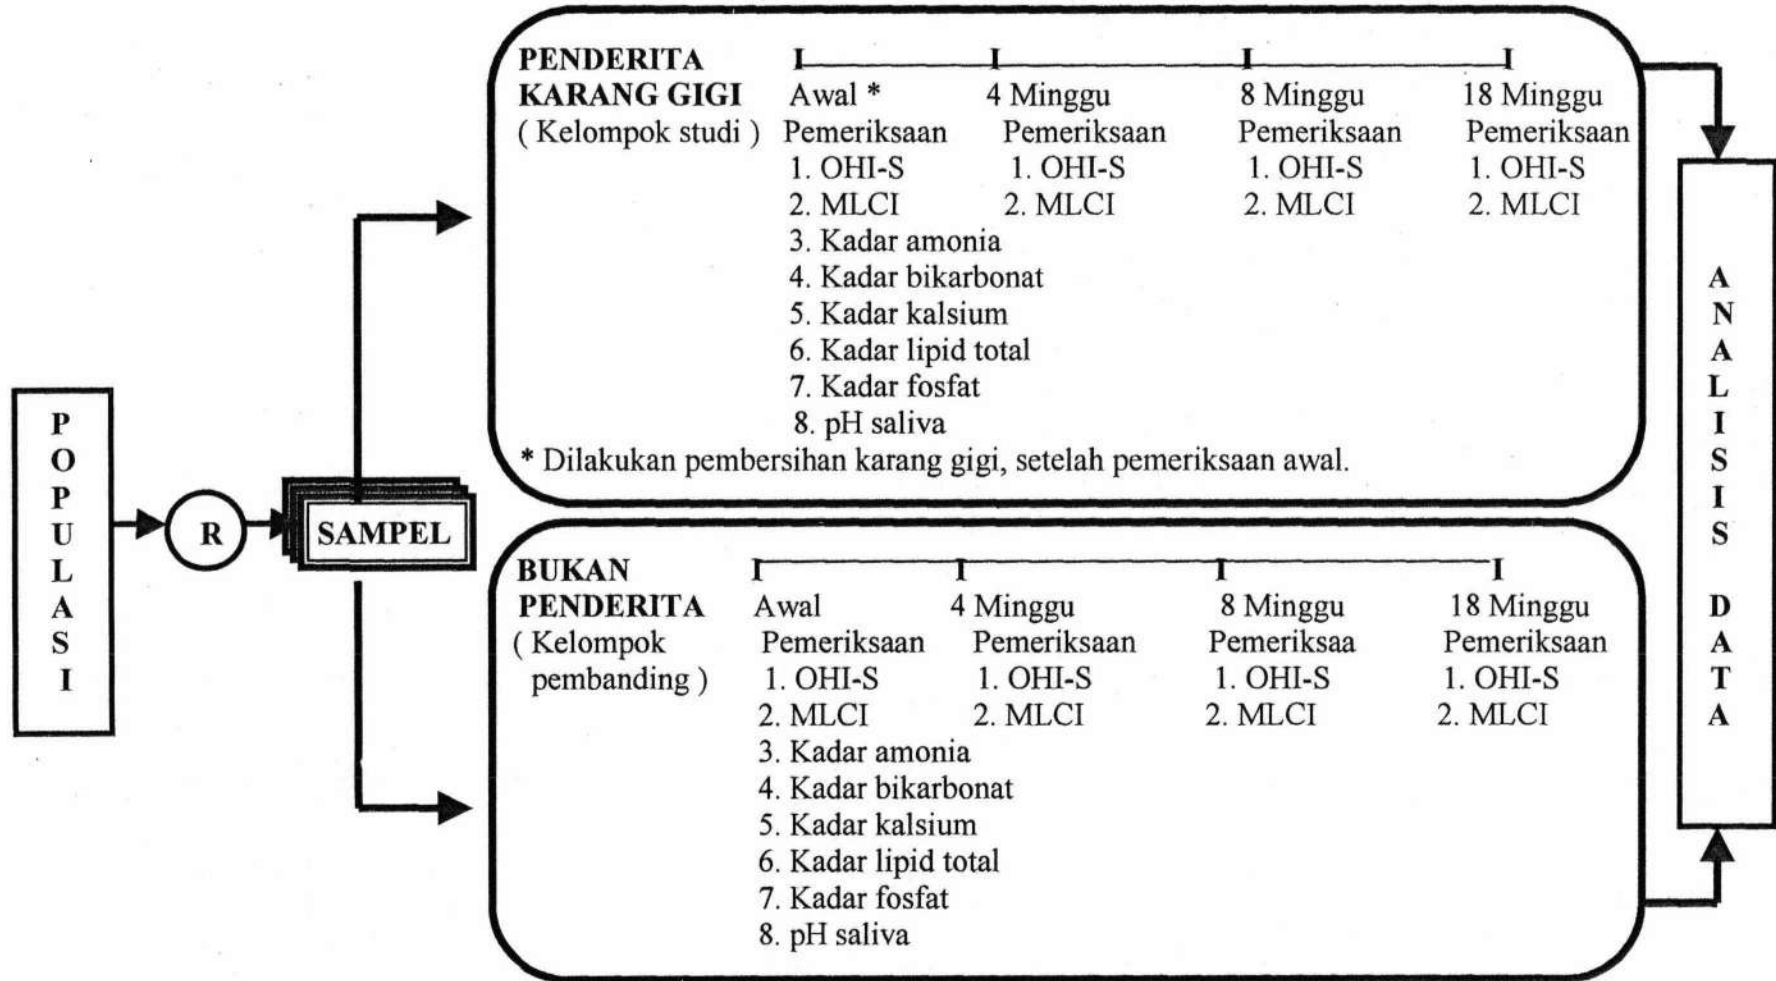 POPULASI
R
SAMPEL
PENDERITA
KARANG GIGI
( Kelompok studi )
I I I I
Awal * 4 Minggu 8 Minggu 18 Minggu
Pemeriksaan Pemeriksaan Pemeriksaan Pemeriksaan
1. OHI-S 1. OHI-S 1. OHI-S 1. OHI-S
2. MLCI 2. MLCI 2. MLCI 2. MLCI
3. Kadar amonia
4. Kadar bikarbonat
5. Kadar kalsium
6. Kadar lipid total
7. Kadar fosfat
8. pH saliva
* Dilakukan pembersihan karang gigi, setelah pemeriksaan awal.
BUKAN
PENDERITA
( Kelompok
pembanding )
I I I I
Awal 4 Minggu 8 Minggu 18 Minggu
Pemeriksaan Pemeriksaan Pemeriksaa Pemeriksaan
1. OHI-S 1. OHI-S 1. OHI-S 1. OHI-S
2. MLCI 2. MLCI 2. MLCI 2. MLCI
3. Kadar amonia
4. Kadar bikarbonat
5. Kadar kalsium
6. Kadar lipid total
7. Kadar fosfat
8. pH saliva
ANALISIS DATA